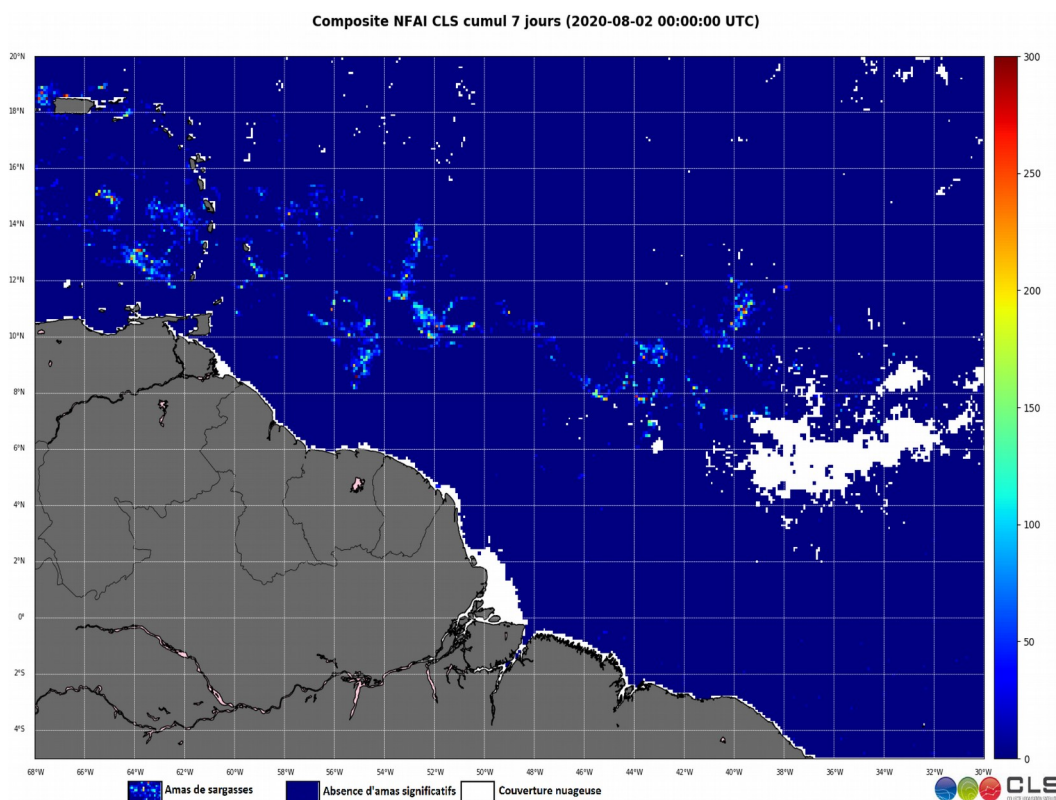 Composite NFAI CLS cumul 7 jours (2020-08-02 00:00:00 UTC)
20°N
18°N
16°N
14°N
12°N
10°N
8°N
6°N
4°N
2°N
0°
2°S
4°S
68°W 66°W 64°W 62°W 60°W 58°W 56°W 54°W 52°W 50°W 48°W 46°W 44°W 42°W 40°W 38°W 36°W 34°W 32°W 30°W
300
250
200
150
100
50
0
Amas de sargasses
Absence d'amas significatifs
Couverture nuageuse
CLS